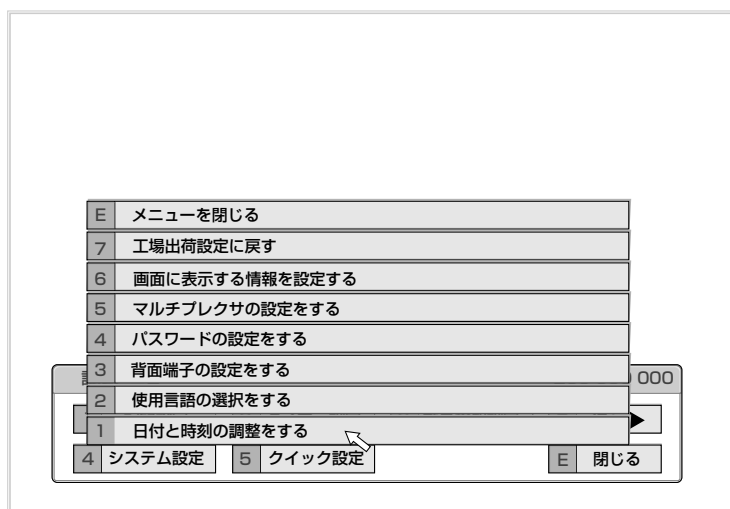 E メニューを閉じる
7 工場出荷設定に戻す
6 画面に表示する情報を設定する
5 マルチプレクサの設定をする
4 パスワードの設定をする
3 背面端子の設定をする
000
2 使用言語の選択をする
1 日付と時刻の調整をする
4 システム設定 5 クイック設定 E 閉じる